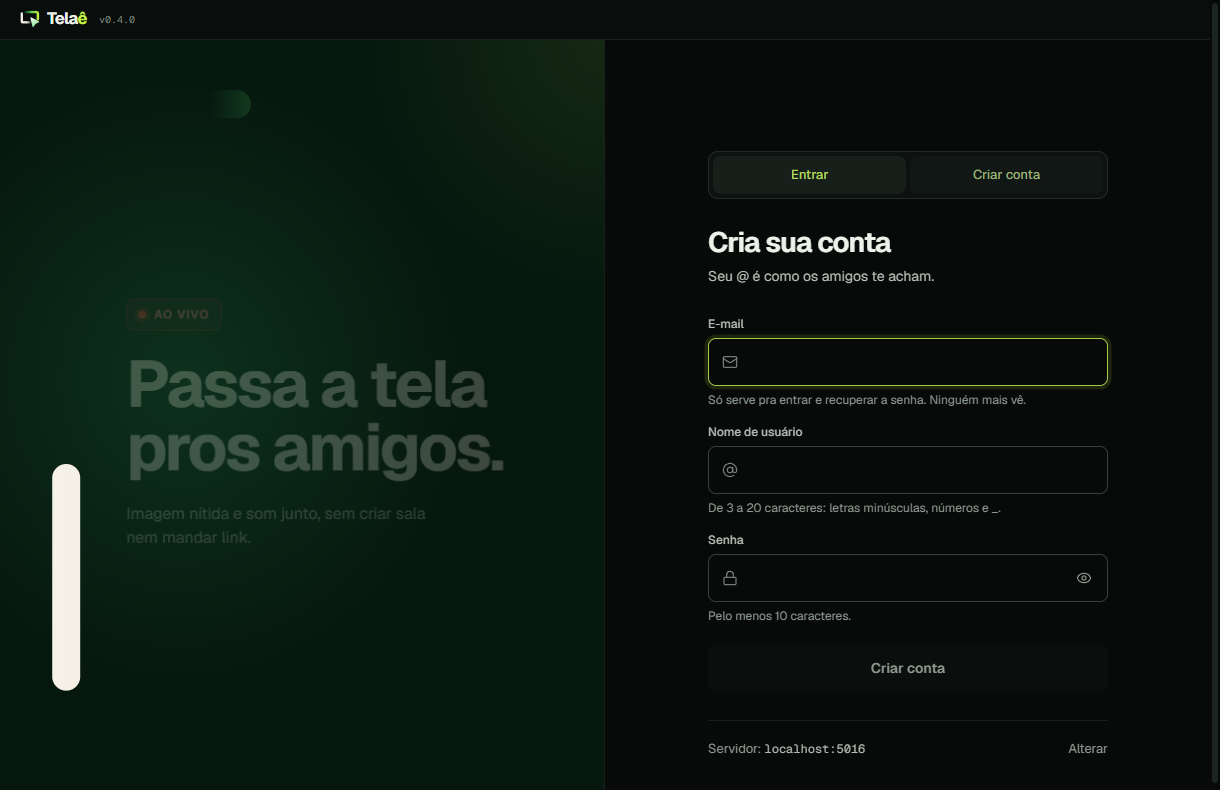 Telaê v0.4.0
AO VIVO
Passa a tela
pros amigos.
Imagem nítida e som junto, sem criar sala
nem mandar link.
Entrar
Criar conta
Cria sua conta
Seu @ é como os amigos te acham.
E-mail
Só serve pra entrar e recuperar a senha. Ninguém mais vê.
Nome de usuário
@
De 3 a 20 caracteres: letras minúsculas, números e _.
Senha
Pelo menos 10 caracteres.
Criar conta
Servidor: localhost:5016
Alterar